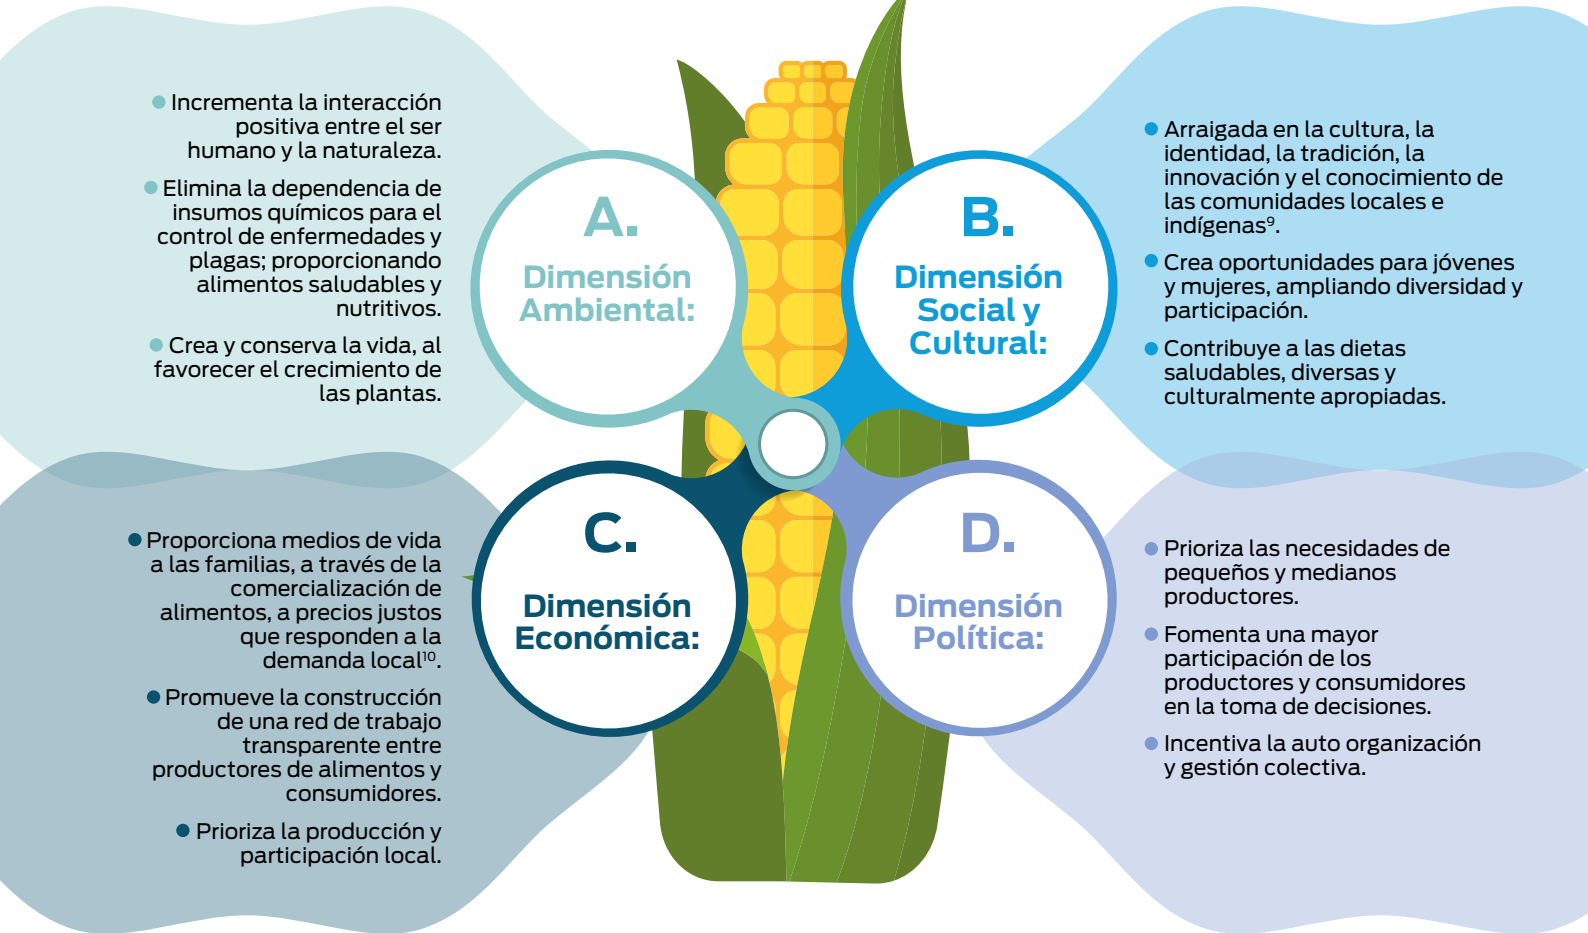 A.
Dimensión
Ambiental:
● Incrementa la interacción
positiva entre el ser
humano y la naturaleza.
● Elimina la dependencia de
insumos químicos para el
control de enfermedades y
plagas; proporcionando
alimentos saludables y
nutritivos.
● Crea y conserva la vida, al
favorecer el crecimiento de
las plantas.
B.
Dimensión
Social y
Cultural:
● Arraigada en la cultura, la
identidad, la tradición, la
innovación y el conocimiento de
las comunidades locales e
indígenas⁹.
● Crea oportunidades para jóvenes
y mujeres, ampliando diversidad y
participación.
● Contribuye a las dietas
saludables, diversas y
culturalmente apropiadas.
C.
Dimensión
Económica:
● Proporciona medios de vida
a las familias, a través de la
comercialización de
alimentos, a precios justos
que responden a la
demanda local¹⁰.
● Promueve la construcción
de una red de trabajo
transparente entre
productores de alimentos y
consumidores.
● Prioriza la producción y
participación local.
D.
Dimensión
Política:
● Prioriza las necesidades de
pequeños y medianos
productores.
● Fomenta una mayor
participación de los
productores y consumidores
en la toma de decisiones.
● Incentiva la auto organización
y gestión colectiva.